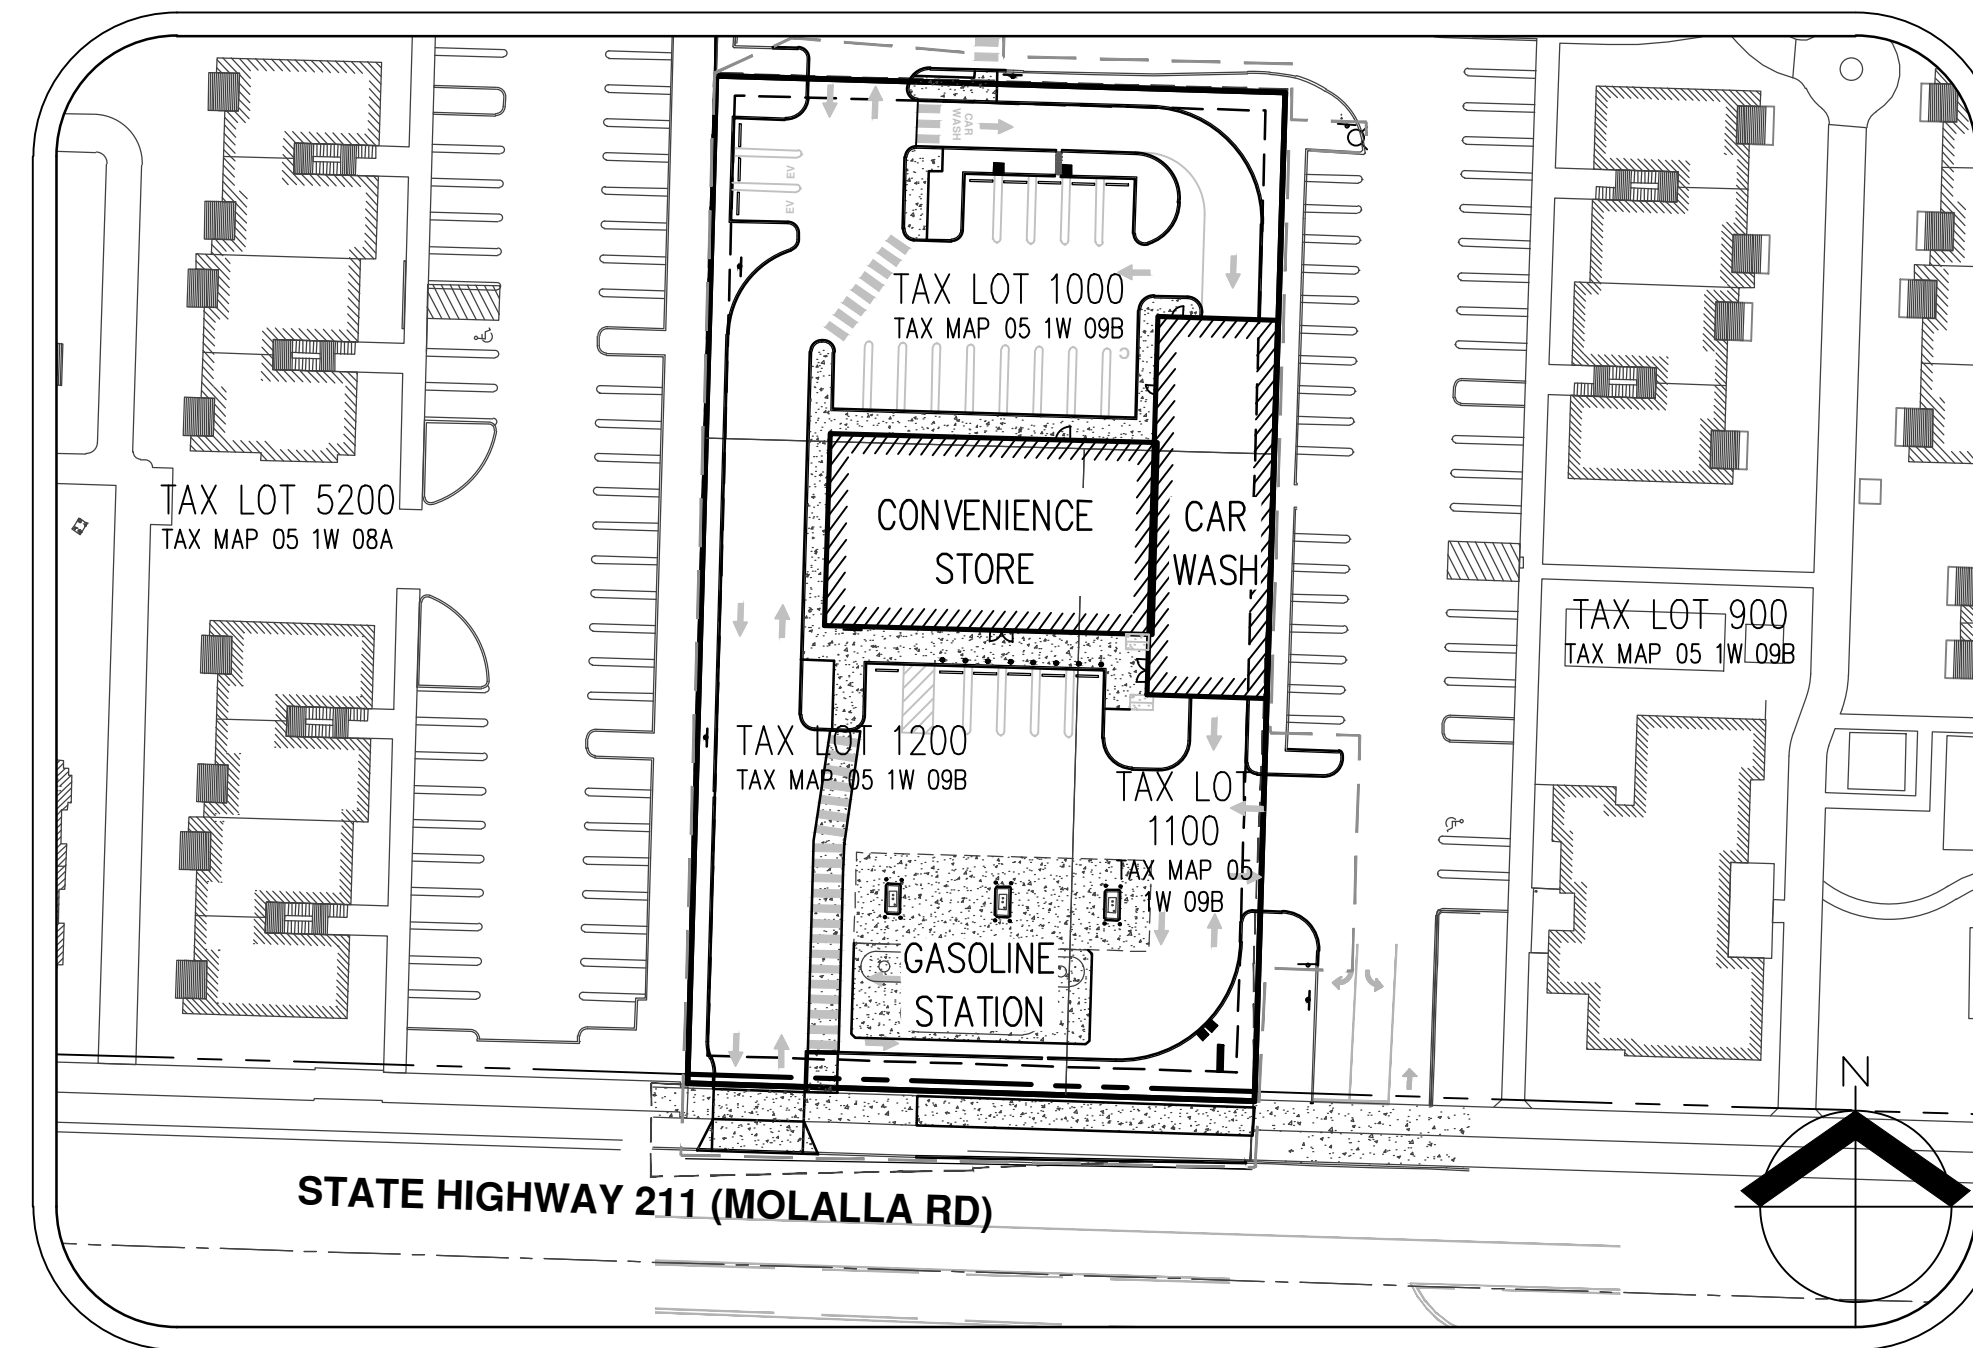 CAR
WASH
EV
EV
TAX LOT 1000
TAX MAP 05 1W 09B
C
TAX LOT 5200
TAX MAP 05 1W 08A
CONVENIENCE
STORE
CAR
WASH
TAX LOT 900
TAX MAP 05 1W 09B
TAX LOT 1200
TAX MAP 05 1W 09B
TAX LOT
1100
TAX MAP 05
1W 09B
GASOLINE
STATION
N
STATE HIGHWAY 211 (MOLALLA RD)